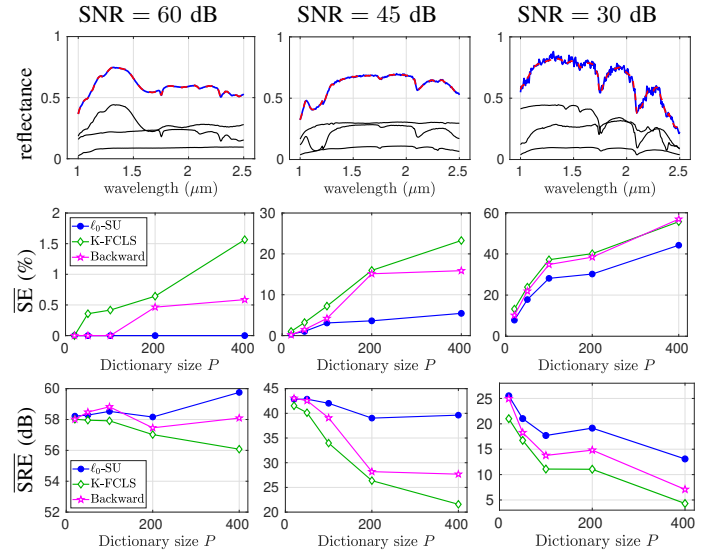 SNR = 60 dB SNR = 45 dB SNR = 30 dB
reflectance
1
0.5
0
1 1.5 2 2.5
wavelength (μm)
1
0.5
0
1 1.5 2 2.5
wavelength (μm)
1
0.5
0
1 1.5 2 2.5
wavelength (μm)
SE (%)
2
1.5
1
0.5
0
ℓ0-SU
K-FCLS
Backward
0 200 400
Dictionary size P
30
20
10
0
0 200 400
Dictionary size P
60
40
20
0
0 200 400
Dictionary size P
SRE (dB)
60
58
56
54
52
ℓ0-SU
K-FCLS
Backward
0 200 400
Dictionary size P
45
40
35
30
25
20
0 200 400
Dictionary size P
25
20
15
10
5
0 200 400
Dictionary size P